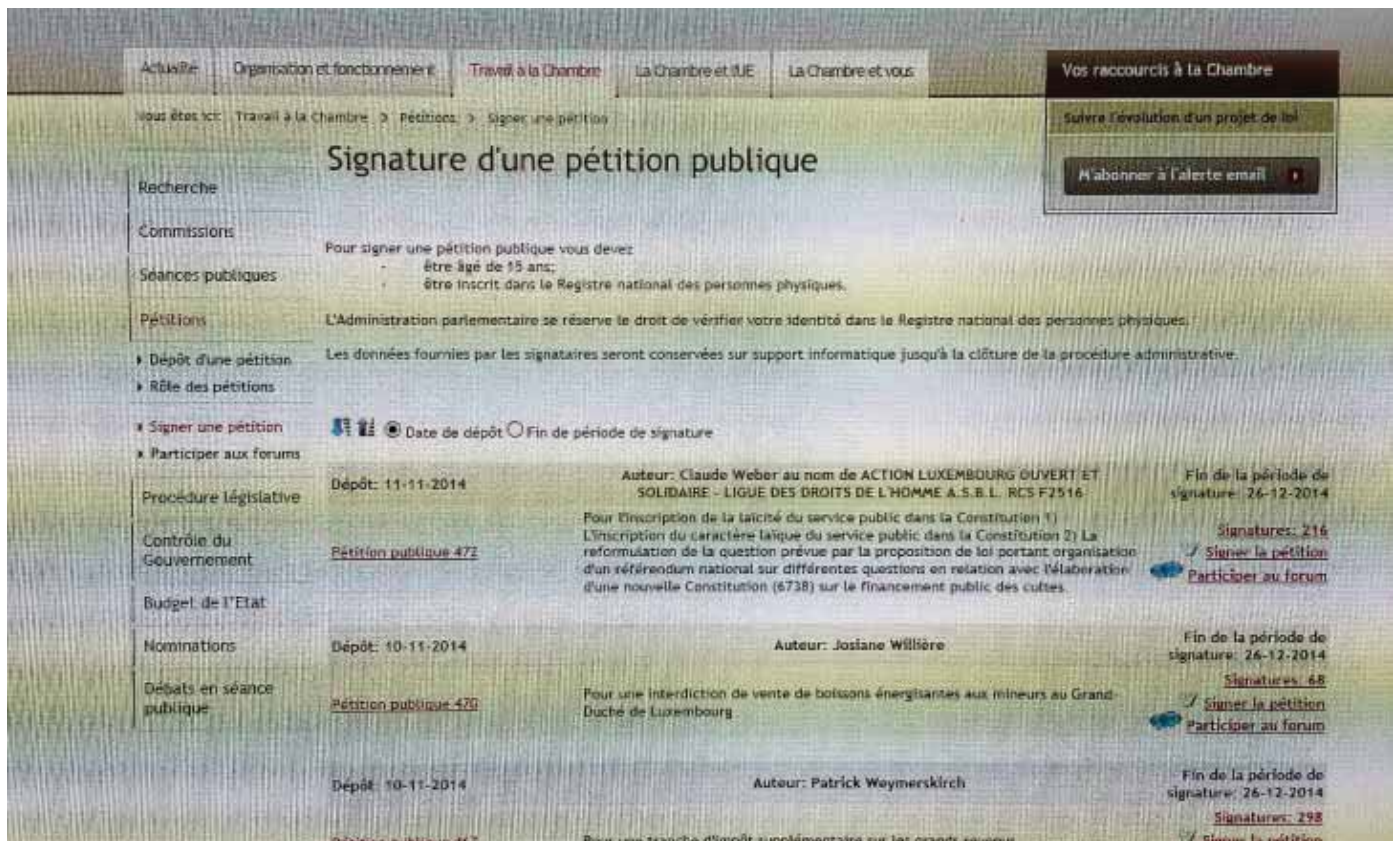 Actualité Organisation et fonctionnement Travail à la Chambre La Chambre et l'UE La Chambre et vous
Vos raccourcis à la Chambre
Vous êtes ici: Travail à la Chambre > Pétitions > Signer une pétition
Suivre l'évolution d'un projet de loi
M'abonner à l'alerte email
Signature d'une pétition publique
Recherche
Commissions
Séances publiques
Pétitions
Dépôt d'une pétition
Rôle des pétitions
Signer une pétition
Participer aux forums
Procédure législative
Contrôle du
Gouvernement
Budget de l'Etat
Nominations
Débats en séance
publique
Pour signer une pétition publique vous devez
- être âgé de 15 ans;
- être inscrit dans le Registre national des personnes physiques.
L'Administration parlementaire se réserve le droit de vérifier votre identité dans le Registre national des personnes physiques.
Les données fournies par les signataires seront conservées sur support informatique jusqu'à la clôture de la procédure administrative.
Date de dépôt Fin de période de signature
Dépôt: 11-11-2014
Auteur: Claude Weber au nom de ACTION LUXEMBOURG OUVERT ET
SOLIDAIRE - LIGUE DES DROITS DE L'HOMME A.S.B.L. RCS F2516
Fin de la période de
signature: 26-12-2014
Pétition publique 472
Pour l'inscription de la laïcité du service public dans la Constitution 1)
L'inscription du caractère laïque du service public dans la Constitution 2) La
reformulation de la question prévue par la proposition de loi portant organisation
d'un référendum national sur différentes questions en relation avec l'élaboration
d'une nouvelle Constitution (6738) sur le financement public des cultes.
Signatures: 216
Signer la pétition
Participer au forum
Dépôt: 10-11-2014
Auteur: Josiane Willière
Fin de la période de
signature: 26-12-2014
Pétition publique 470
Pour une interdiction de vente de boissons énergisantes aux mineurs au Grand-
Duché de Luxembourg
Signatures: 68
Signer la pétition
Participer au forum
Dépôt: 10-11-2014
Auteur: Patrick Weymerskirch
Fin de la période de
signature: 26-12-2014
Signatures: 298
Pétition publique
Pour une tranche d'impôt supplémentaire sur les grands revenus
Signer la pétition